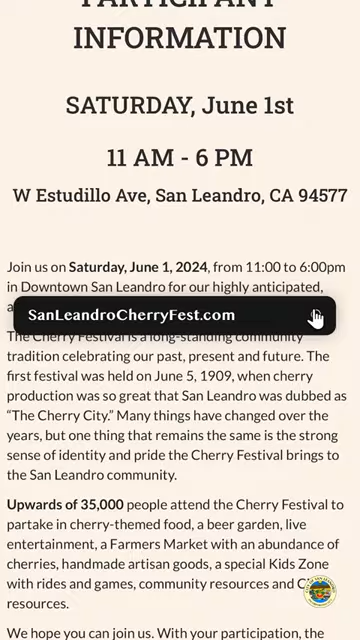 PARTICIPANT
INFORMATION
SATURDAY, June 1st
11 AM - 6 PM
W Estudillo Ave, San Leandro, CA 94577
Join us on Saturday, June 1, 2024, from 11:00 to 6:00pm
in Downtown San Leandro for our highly anticipated,
SanLeandroCherryFest.com
The Cherry Festival is a long-standing community
tradition celebrating our past, present and future. The
first festival was held on June 5, 1909, when cherry
production was so great that San Leandro was dubbed as
“The Cherry City.” Many things have changed over the
years, but one thing that remains the same is the strong
sense of identity and pride the Cherry Festival brings to
the San Leandro community.
Upwards of 35,000 people attend the Cherry Festival to
partake in cherry-themed food, a beer garden, live
entertainment, a Farmers Market with an abundance of
cherries, handmade artisan goods, a special Kids Zone
with rides and games, community resources and
resources.
We hope you can join us. With your participation, the